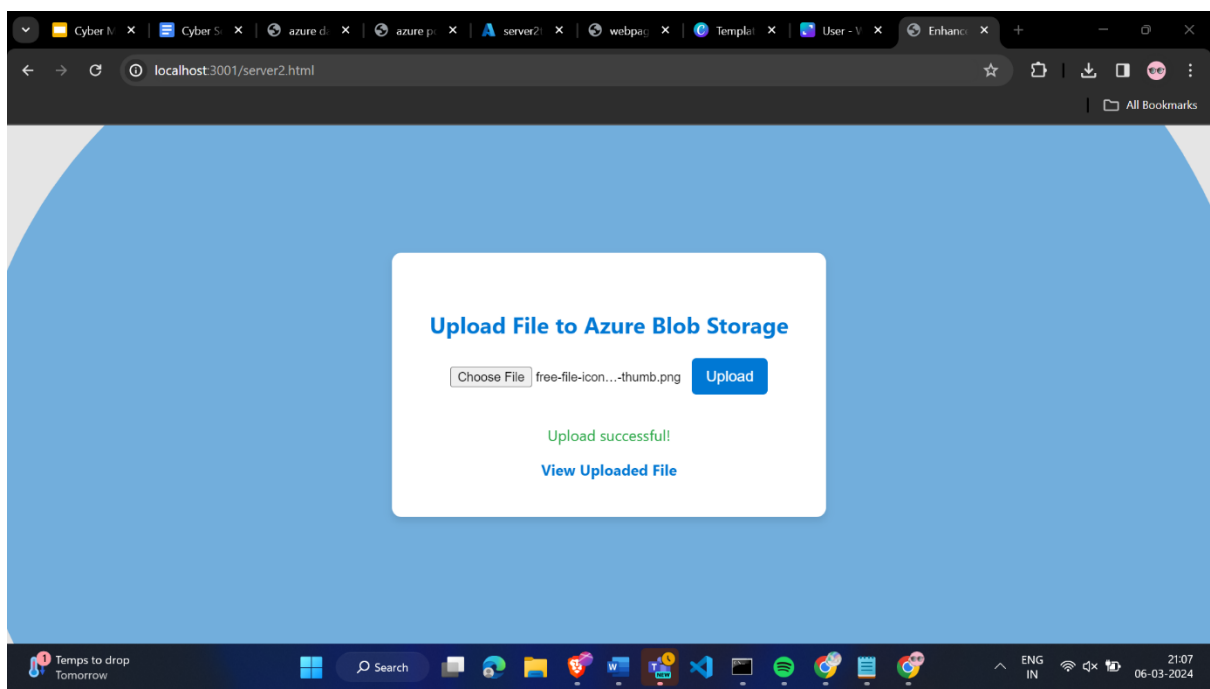 Cyber M
Cyber S
azure d
azure p
server2
webpag
Templat
User - V
Enhanc
localhost:3001/server2.html
All Bookmarks
Upload File to Azure Blob Storage
Choose File free-file-icon...-thumb.png Upload
Upload successful!
View Uploaded File
1
Temps to drop
Tomorrow
Search
NEW
ENG
IN
21:07
06-03-2024